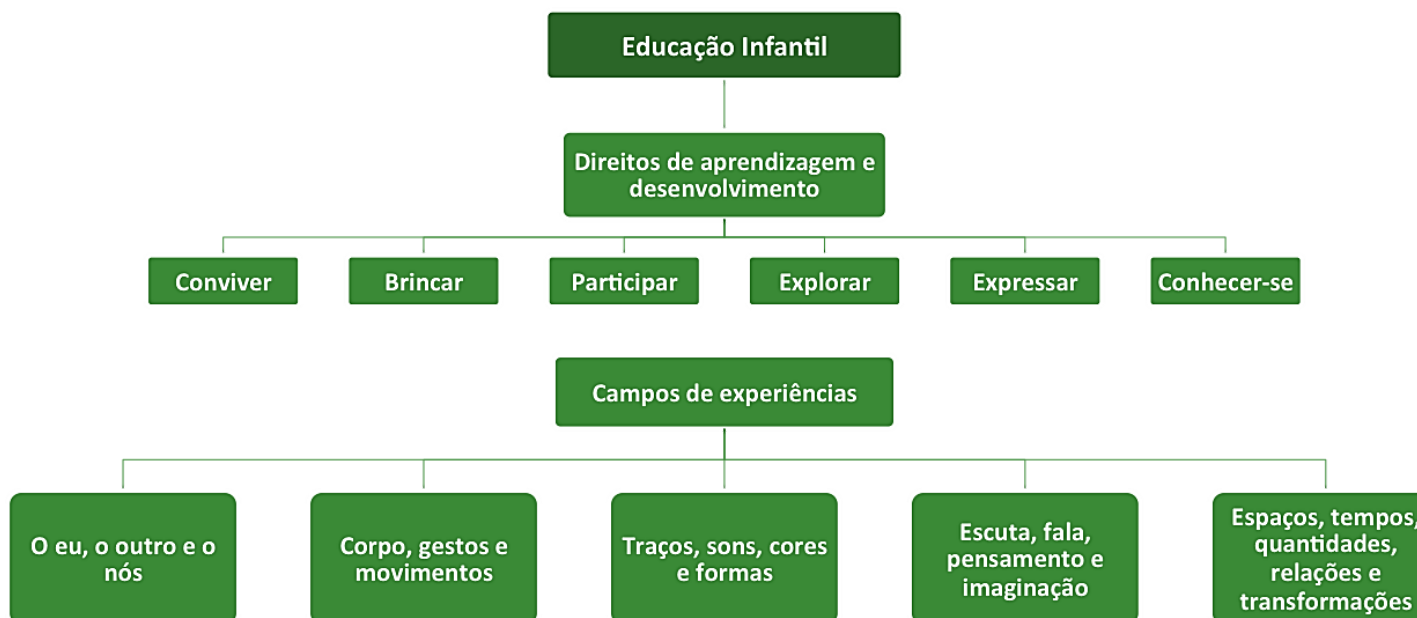 Educação Infantil
Direitos de aprendizagem e
desenvolvimento
Conviver
Brincar
Participar
Explorar
Expressar
Conhecer-se
Campos de experiências
O eu, o outro e o
nós
Corpo, gestos e
movimentos
Traços, sons, cores
e formas
Escuta, fala,
pensamento e
imaginação
Espaços, tempos,
quantidades,
relações e
transformações